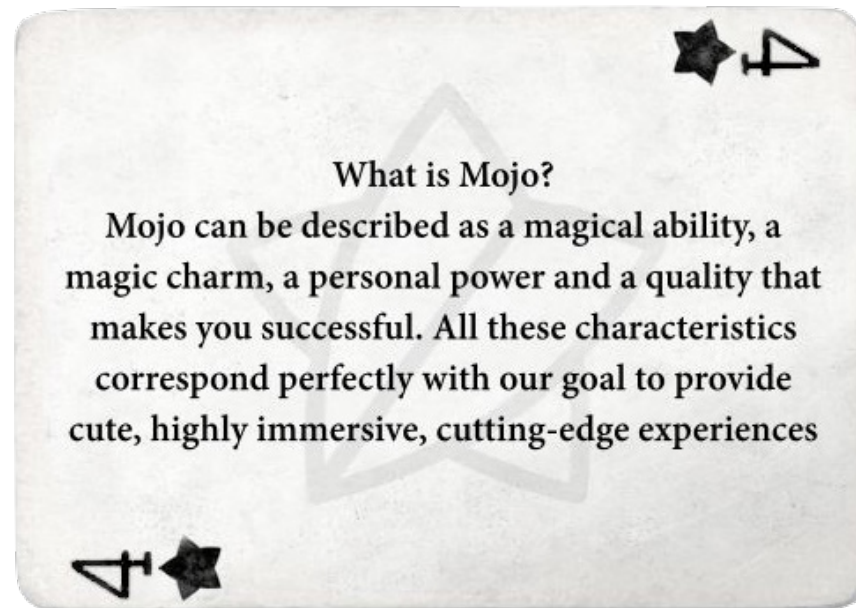 4
What is Mojo?
Mojo can be described as a magical ability, a
magic charm, a personal power and a quality that
makes you successful. All these characteristics
correspond perfectly with our goal to provide
cute, highly immersive, cutting-edge experiences
4